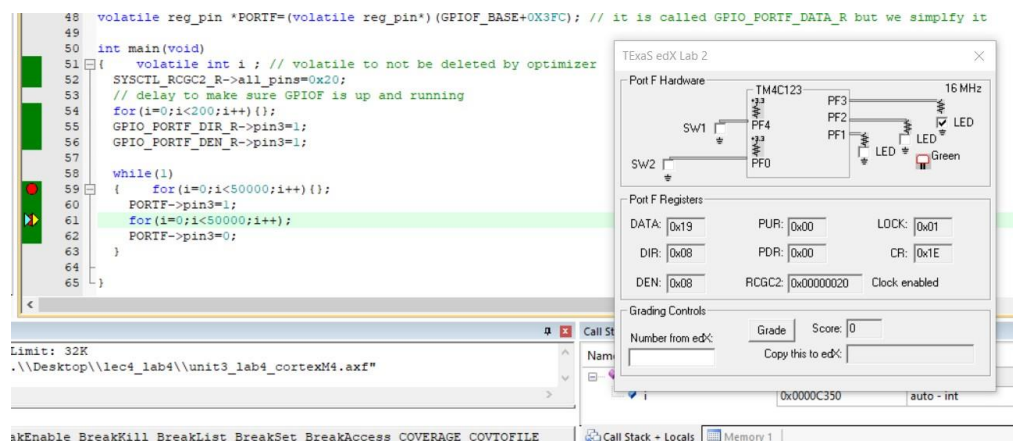 48 volatile reg_pin *PORTF=(volatile reg_pin*)(GPIOF_BASE+0X3FC); // it is called GPIO_PORTF_DATA_R but we simplfy it
49
50 int main(void)
51 { volatile int i ; // volatile to not be deleted by optimizer
52 SYSCTL_RCGC2_R->all_pins=0x20;
53 // delay to make sure GPIOF is up and running
54 for(i=0;i<200;i++){};
55 GPIO_PORTF_DIR_R->pin3=1;
56 GPIO_PORTF_DEN_R->pin3=1;
57
58 while(1)
59 { for(i=0;i<50000;i++){};
60 PORTF->pin3=1;
61 for(i=0;i<50000;i++);
62 PORTF->pin3=0;
63 }
64
65 }
TExaS edX Lab 2
Port F Hardware
TM4C123
16 MHz
+3.3
PF3
PF2
LED
SW1
PF4
PF1
LED
+3.3
LED
Green
SW2
PF0
Port F Registers
DATA: 0x19 PUR: 0x00 LOCK: 0x01
DIR: 0x08 PDR: 0x00 CR: 0x1E
DEN: 0x08 RCGC2: 0x00000020 Clock enabled
Grading Controls
Number from edX:
Grade Score: 0
Copy this to edX:
Limit: 32K
.\\Desktop\\lec4_lab4\\unit3_lab4_cortexM4.axf"
akEnable BreakKill BreakList BreakSet BreakAccess COVERAGE COVTOFILE
Call St
Nam
i 0x0000C350 auto - int
Call Stack + Locals Memory 1